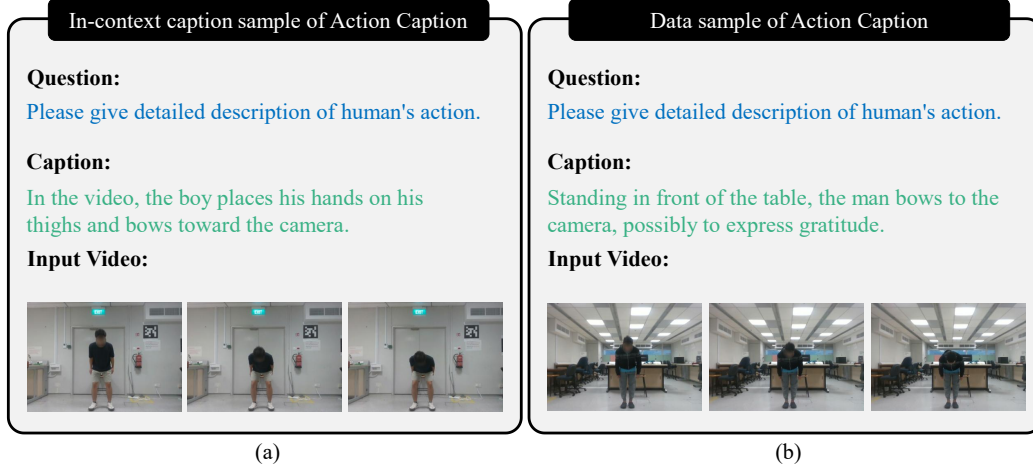 In-context caption sample of Action Caption
Question:
Please give detailed description of human's action.
Caption:
In the video, the boy places his hands on his
thighs and bows toward the camera.
Input Video:
(a)
Data sample of Action Caption
Question:
Please give detailed description of human's action.
Caption:
Standing in front of the table, the man bows to the
camera, possibly to express gratitude.
Input Video:
(b)